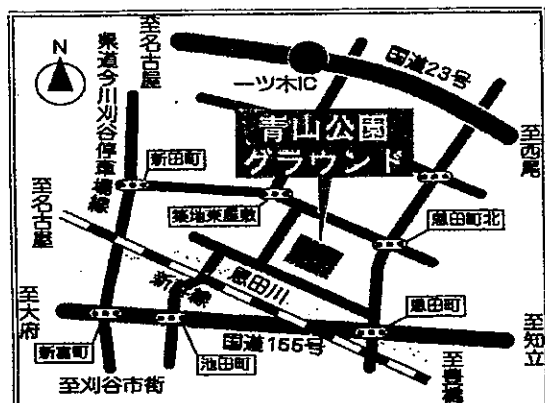 N
至名古屋
県道今川刈谷停車場線
国道23号
一ツ木IC
至西尾
青山公園
グラウンド
新田町
至名古屋
築地東屋敷
恩田町北
恩田川
至大府
恩田町
新富町
池田町
国道155号
至知立
至刈谷市街
至豊橋